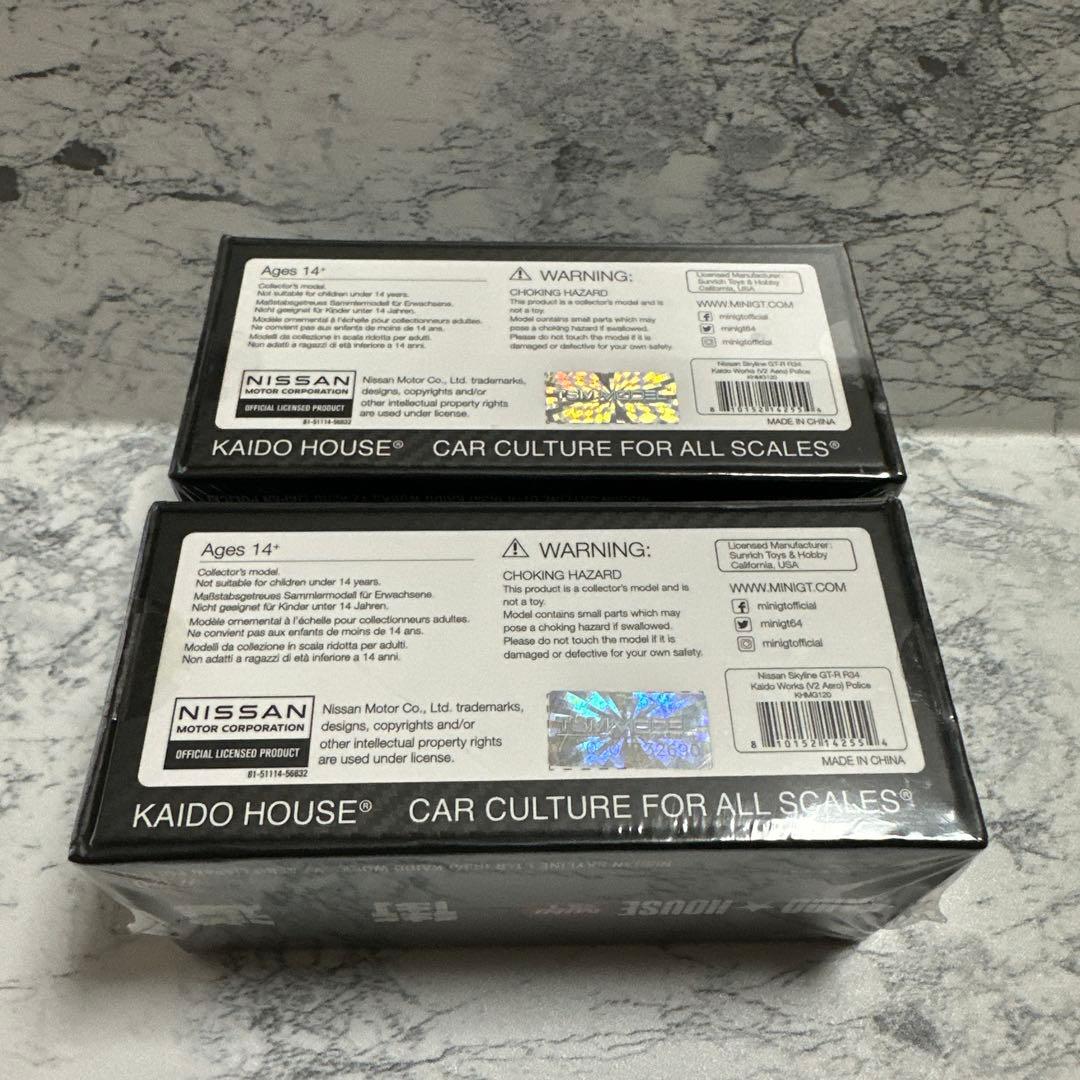 Ages 14+
Collector's model.
Not suitable for children under 14 years.
Maßstabsgetreues Sammlermodell für Erwachsene.
Nicht geeignet für Kinder unter 14 Jahren.
Modèle ornemental à l'échelle pour collectionneurs adultes.
Ne convient pas aux enfants de moins de 14 ans.
Modelli da collezione in scala ridotta per adulti.
Non adatti a ragazzi di età inferiore a 14 anni.
⚠ WARNING:
CHOKING HAZARD
This product is a collector's model and is
not a toy.
Model contains small parts which may
pose a choking hazard if swallowed.
Please do not touch the model if it is
damaged or defective for your own safety.
Licensed Manufacturer:
Sunrich Toys & Hobby
California, USA
WWW.MINIGT.COM
minigtofficial
minigt64
minigtofficial
NISSAN
MOTOR CORPORATION
OFFICIAL LICENSED PRODUCT
81-51114-56832
Nissan Motor Co., Ltd. trademarks,
designs, copyrights and/or
other intellectual property rights
are used under license.
Nissan Skyline GT-R R34
Kaido Works (V2 Aero) Police
KHMG120
8 10152 14255 4
MADE IN CHINA
KAIDO HOUSE® CAR CULTURE FOR ALL SCALES®
Ages 14+
Collector's model.
Not suitable for children under 14 years.
Maßstabsgetreues Sammlermodell für Erwachsene.
Nicht geeignet für Kinder unter 14 Jahren.
Modèle ornemental à l'échelle pour collectionneurs adultes.
Ne convient pas aux enfants de moins de 14 ans.
Modelli da collezione in scala ridotta per adulti.
Non adatti a ragazzi di età inferiore a 14 anni.
⚠ WARNING:
CHOKING HAZARD
This product is a collector's model and is
not a toy.
Model contains small parts which may
pose a choking hazard if swallowed.
Please do not touch the model if it is
damaged or defective for your own safety.
Licensed Manufacturer:
Sunrich Toys & Hobby
California, USA
WWW.MINIGT.COM
minigtofficial
minigt64
minigtofficial
NISSAN
MOTOR CORPORATION
OFFICIAL LICENSED PRODUCT
81-51114-56832
Nissan Motor Co., Ltd. trademarks,
designs, copyrights and/or
other intellectual property rights
are used under license.
Nissan Skyline GT-R R34
Kaido Works (V2 Aero) Police
KHMG120
8 10152 14255 4
MADE IN CHINA
KAIDO HOUSE® CAR CULTURE FOR ALL SCALES®
HOUSE